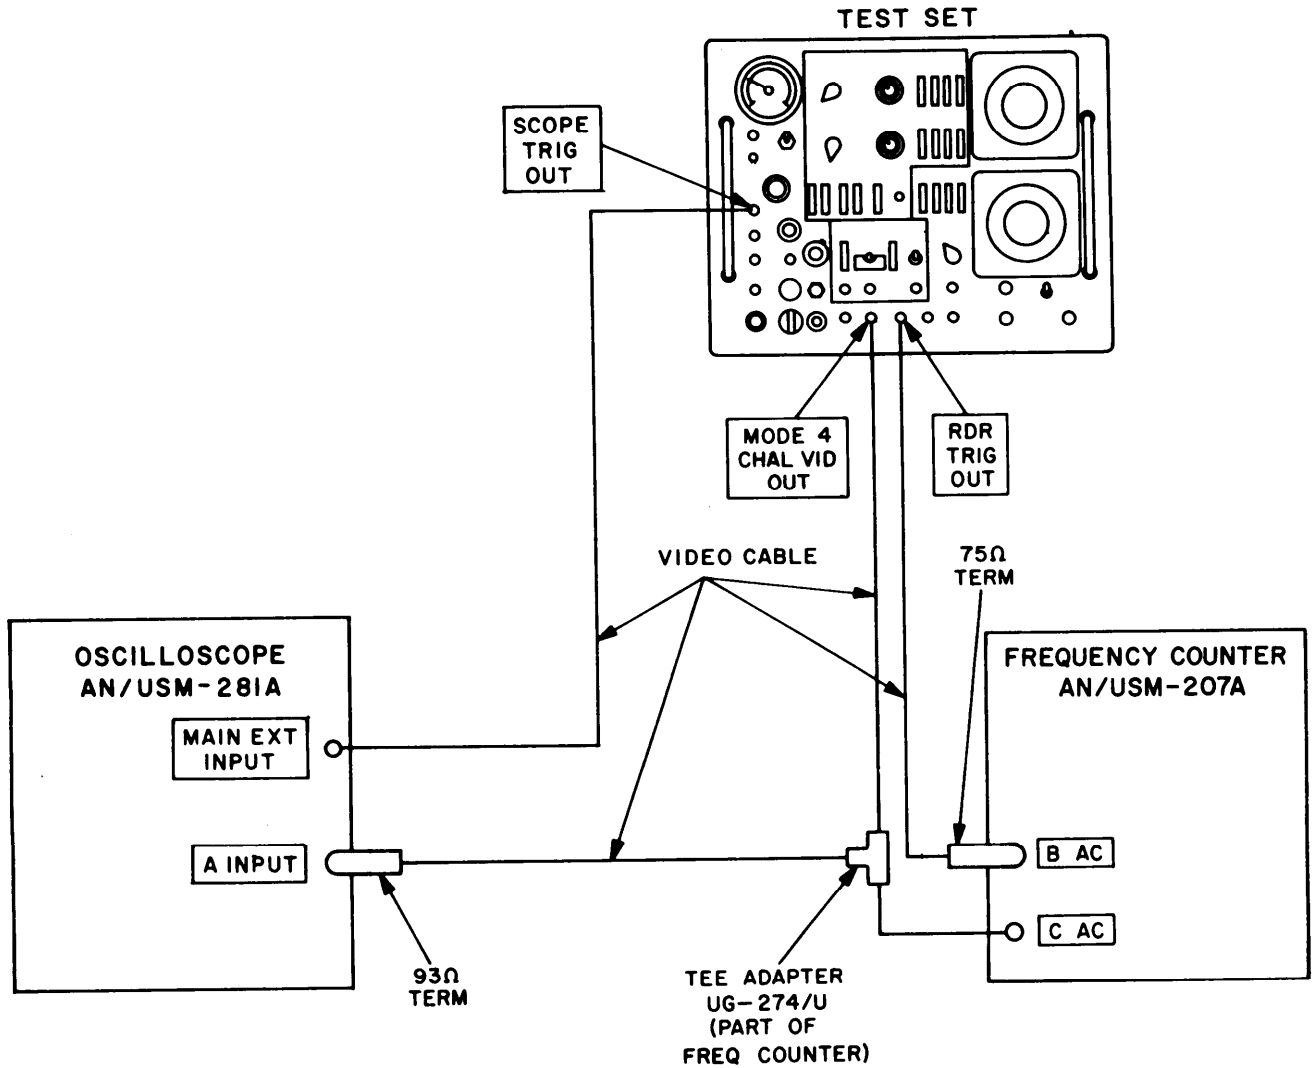 TEST SET
SCOPE
TRIG
OUT
MODE 4
CHAL VID
OUT
RDR
TRIG
OUT
VIDEO CABLE
75Ω
TERM
OSCILLOSCOPE
AN/USM-281A
MAIN EXT
INPUT
A INPUT
93Ω
TERM
TEE ADAPTER
UG-274/U
(PART OF
FREQ COUNTER)
FREQUENCY COUNTER
AN/USM-207A
B AC
C AC